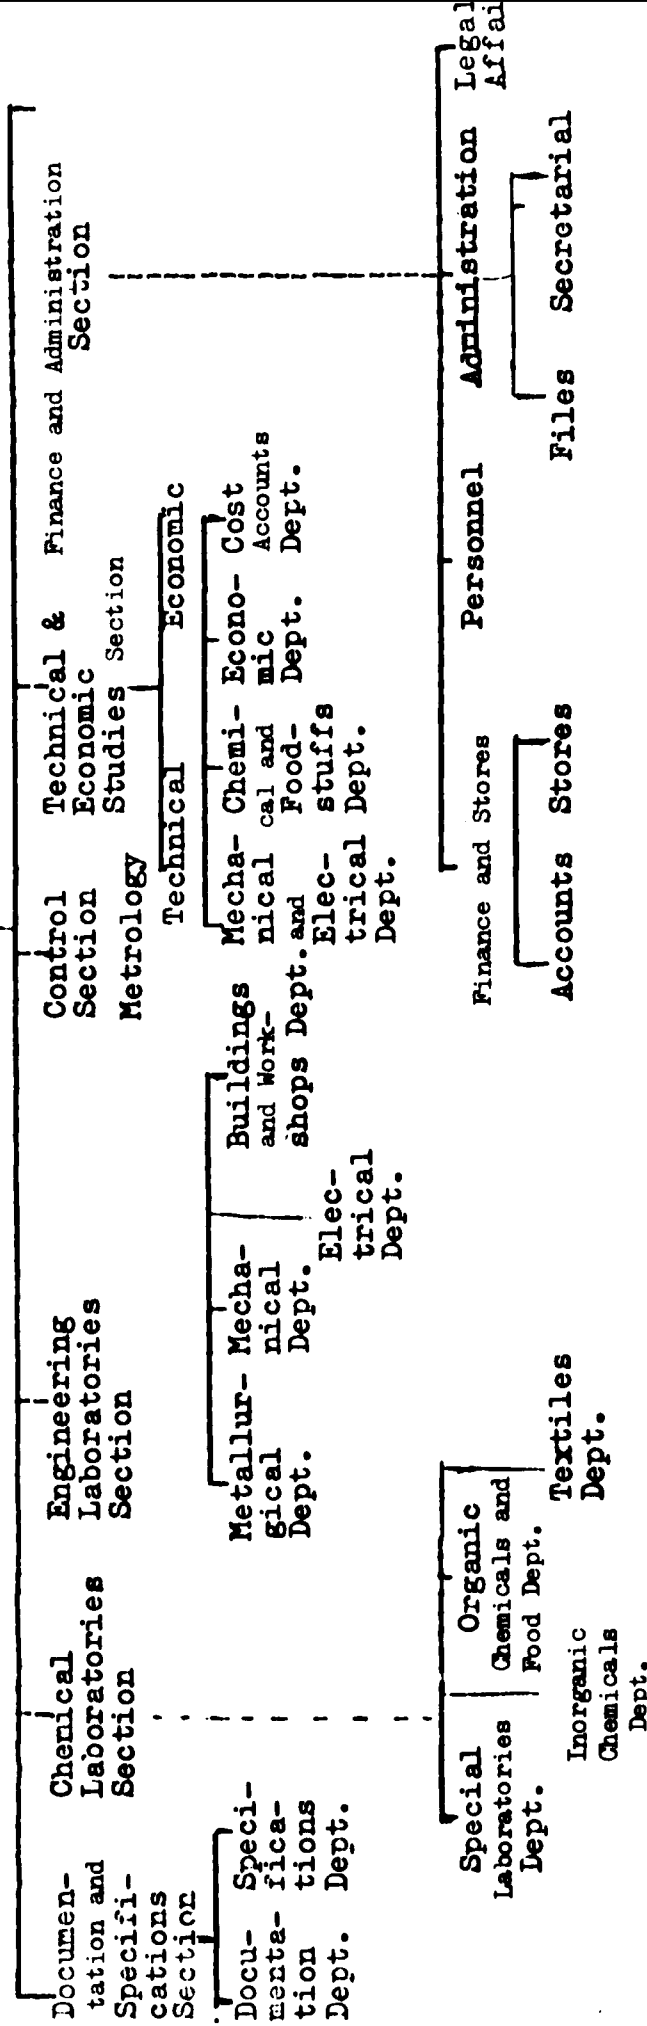 Documen-
tation and
Specifi-
cations
Section
Docu-
menta-
tion
Dept.
Speci-
fica-
tions
Dept.
Chemical
Laboratories
Section
Special
Laboratories
Dept.
Inorganic
Chemicals
Dept.
Organic
Chemicals and
Food Dept.
Textiles
Dept.
Engineering
Laboratories
Section
Metallur-
gical
Dept.
Mecha-
nical
Dept.
Elec-
trical
Dept.
Buildings
and Work-
shops Dept.
Control
Section
Metrology
Technical &
Economic
Studies Section
Technical
Economic
Mecha-
nical
and
Elec-
trical
Dept.
Chemi-
cal and
Food-
stuffs
Dept.
Econo-
mic
Dept.
Cost
Accounts
Dept.
Finance and Administration
Section
Finance and Stores
Accounts
Stores
Personnel
Administration
Files
Secretarial
Legal
Affai